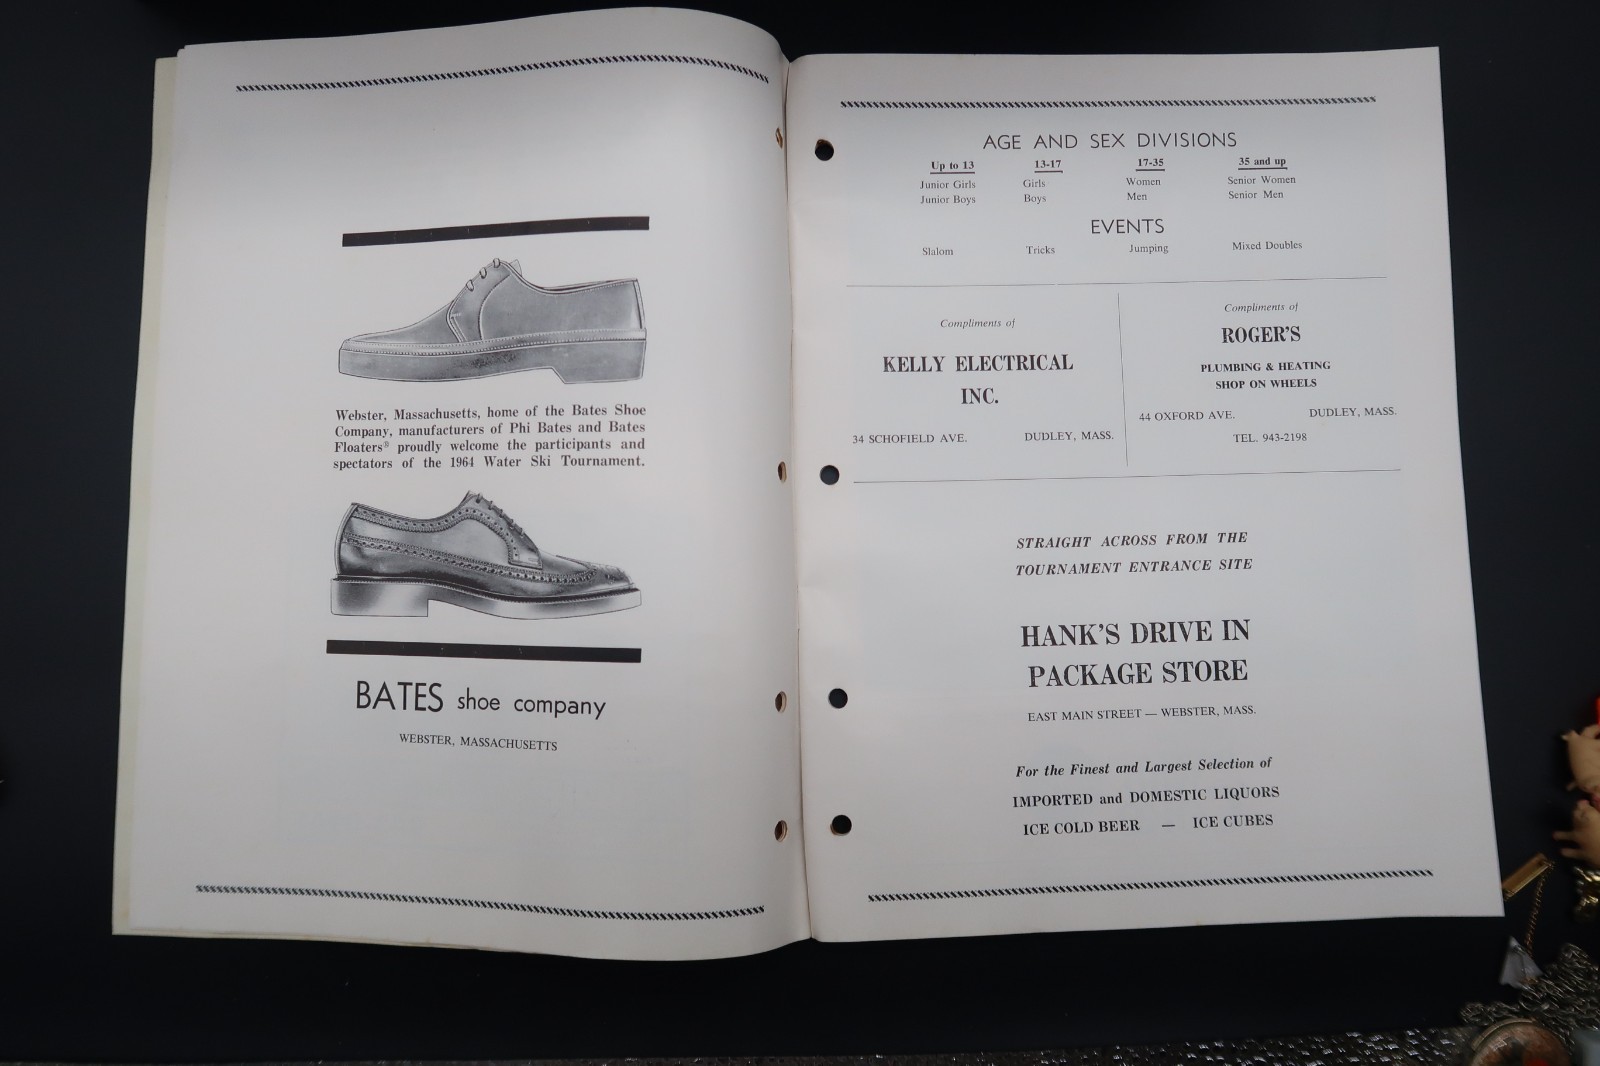 Webster, Massachusetts, home of the Bates Shoe
Company, manufacturers of Phi Bates and Bates
Floaters® proudly welcome the participants and
spectators of the 1964 Water Ski Tournament.
BATES shoe company
WEBSTER, MASSACHUSETTS
AGE AND SEX DIVISIONS
Up to 13 13-17 17-35 35 and up
Junior Girls Girls Women Senior Women
Junior Boys Boys Men Senior Men
EVENTS
Slalom Tricks Jumping Mixed Doubles
Compliments of
KELLY ELECTRICAL
INC.
34 SCHOFIELD AVE. DUDLEY, MASS.
Compliments of
ROGER'S
PLUMBING & HEATING
SHOP ON WHEELS
44 OXFORD AVE. DUDLEY, MASS.
TEL. 943-2198
STRAIGHT ACROSS FROM THE
TOURNAMENT ENTRANCE SITE
HANK'S DRIVE IN
PACKAGE STORE
EAST MAIN STREET — WEBSTER, MASS.
For the Finest and Largest Selection of
IMPORTED and DOMESTIC LIQUORS
ICE COLD BEER — ICE CUBES